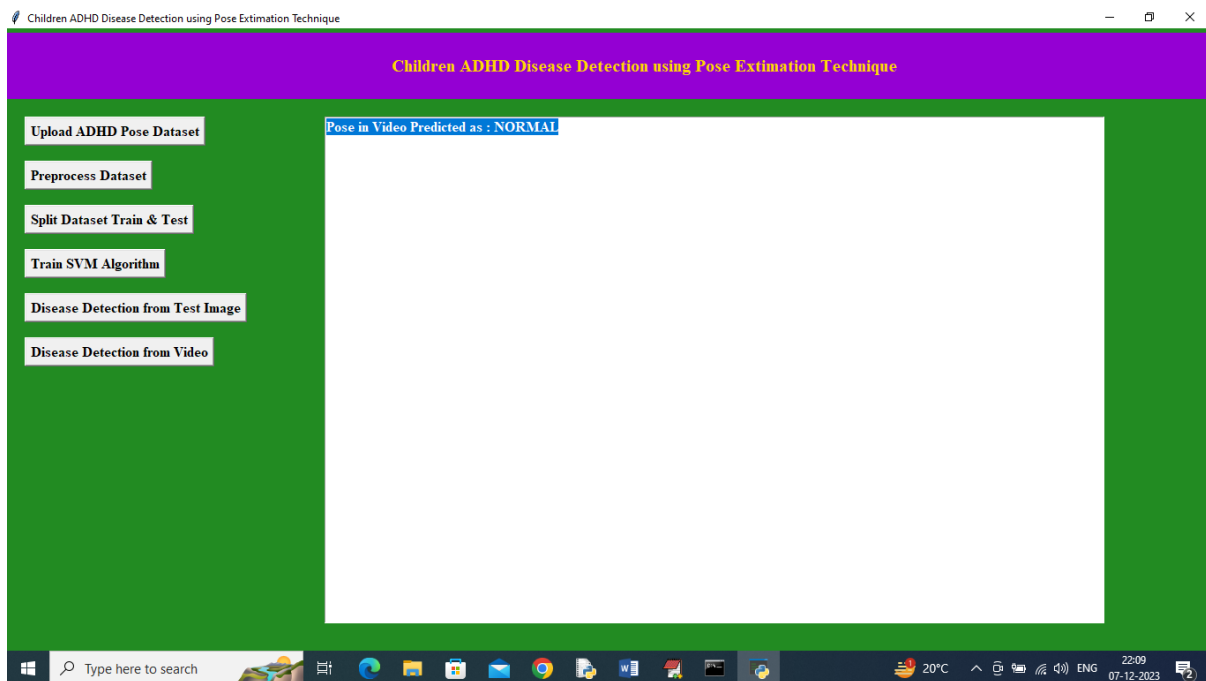 Children ADHD Disease Detection using Pose Extimation Technique
Children ADHD Disease Detection using Pose Extimation Technique
Upload ADHD Pose Dataset
Pose in Video Predicted as : NORMAL
Preprocess Dataset
Split Dataset Train & Test
Train SVM Algorithm
Disease Detection from Test Image
Disease Detection from Video
Type here to search
20°C
ENG
22:09
07-12-2023